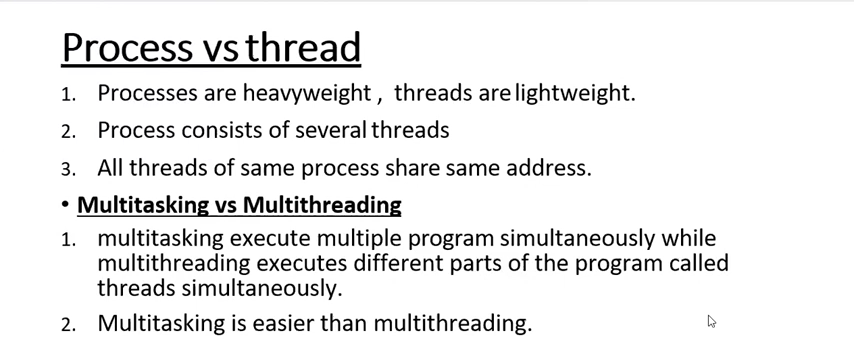 Process vs thread
1. Processes are heavyweight , threads are lightweight.
2. Process consists of several threads
3. All threads of same process share same address.
• Multitasking vs Multithreading
1. multitasking execute multiple program simultaneously while
multithreading executes different parts of the program called
threads simultaneously.
2. Multitasking is easier than multithreading.